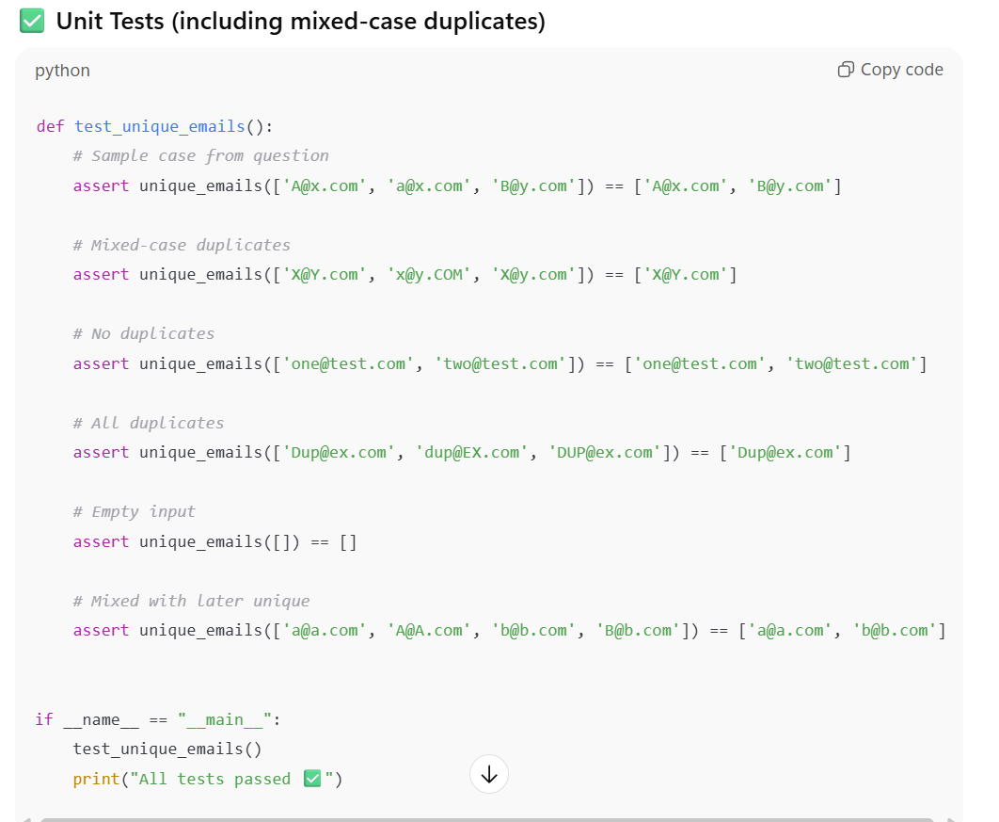 ✅ Unit Tests (including mixed-case duplicates)
python
Copy code
def test_unique_emails():
    # Sample case from question
    assert unique_emails(['A@x.com', 'a@x.com', 'B@y.com']) == ['A@x.com', 'B@y.com']
    # Mixed-case duplicates
    assert unique_emails(['X@Y.com', 'x@y.COM', 'X@y.com']) == ['X@Y.com']
    # No duplicates
    assert unique_emails(['one@test.com', 'two@test.com']) == ['one@test.com', 'two@test.com']
    # All duplicates
    assert unique_emails(['Dup@ex.com', 'dup@EX.com', 'DUP@ex.com']) == ['Dup@ex.com']
    # Empty input
    assert unique_emails([]) == []
    # Mixed with later unique
    assert unique_emails(['a@a.com', 'A@A.com', 'b@b.com', 'B@b.com']) == ['a@a.com', 'b@b.com']
if __name__ == "__main__":
    test_unique_emails()
    print("All tests passed ✅")